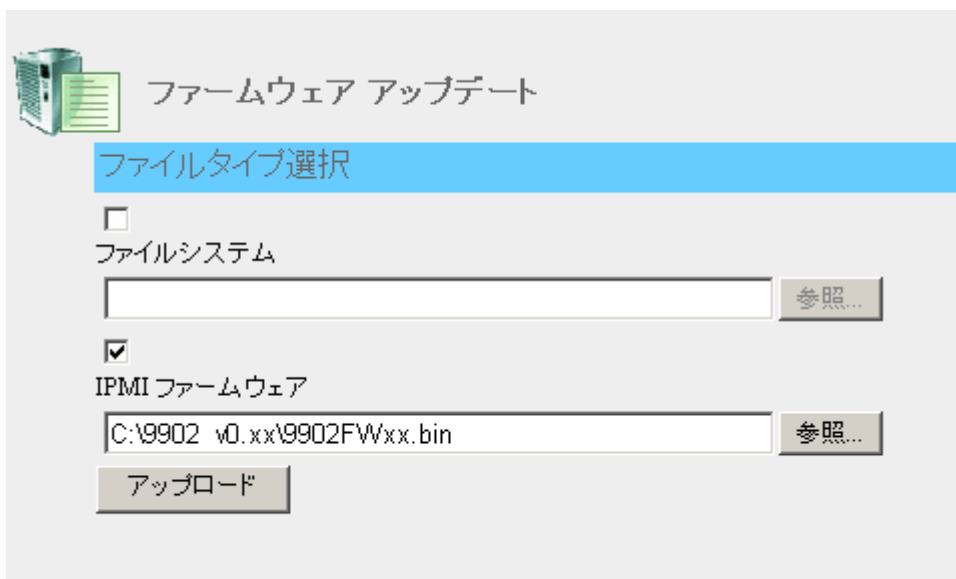 ファームウェア アップデート
ファイルタイプ選択
ファイルシステム
参照...
IPMI ファームウェア
C:\9902 v0.xx\9902FWxx.bin
参照...
アップロード